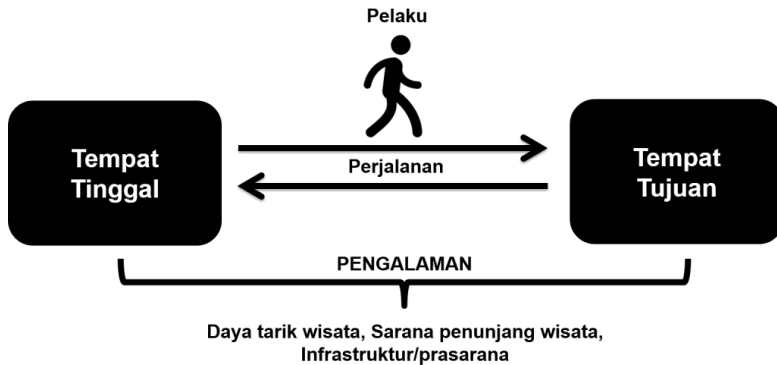 Pelaku
Tempat
Tinggal
Perjalanan
Tempat
Tujuan
PENGALAMAN
Daya tarik wisata, Sarana penunjang wisata,
Infrastruktur/prasarana